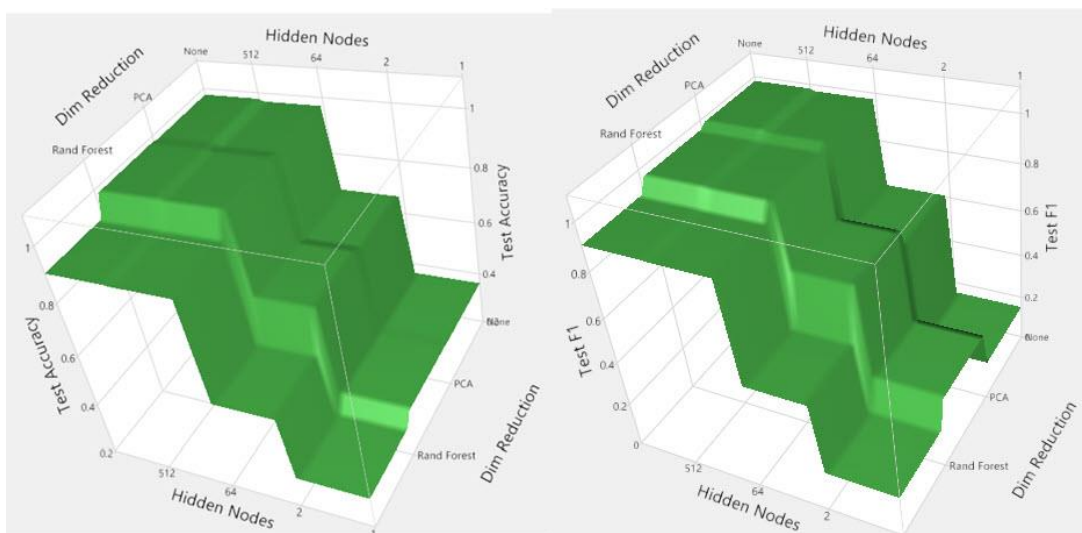 Hidden Nodes
None
512
64
2
1
Dim Reduction
PCA
Rand Forest
1
0.8
0.6
0.4
Test Accuracy
None
PCA
Rand Forest
Dim Reduction
1
0.8
0.6
0.4
0.2
Test Accuracy
512
64
2
Hidden Nodes
Hidden Nodes
None
512
64
2
1
Dim Reduction
PCA
Rand Forest
1
0.8
0.6
0.4
0.2
Test F1
None
PCA
Rand Forest
Dim Reduction
1
0.8
0.6
0.4
0.2
0
Test F1
512
64
2
Hidden Nodes